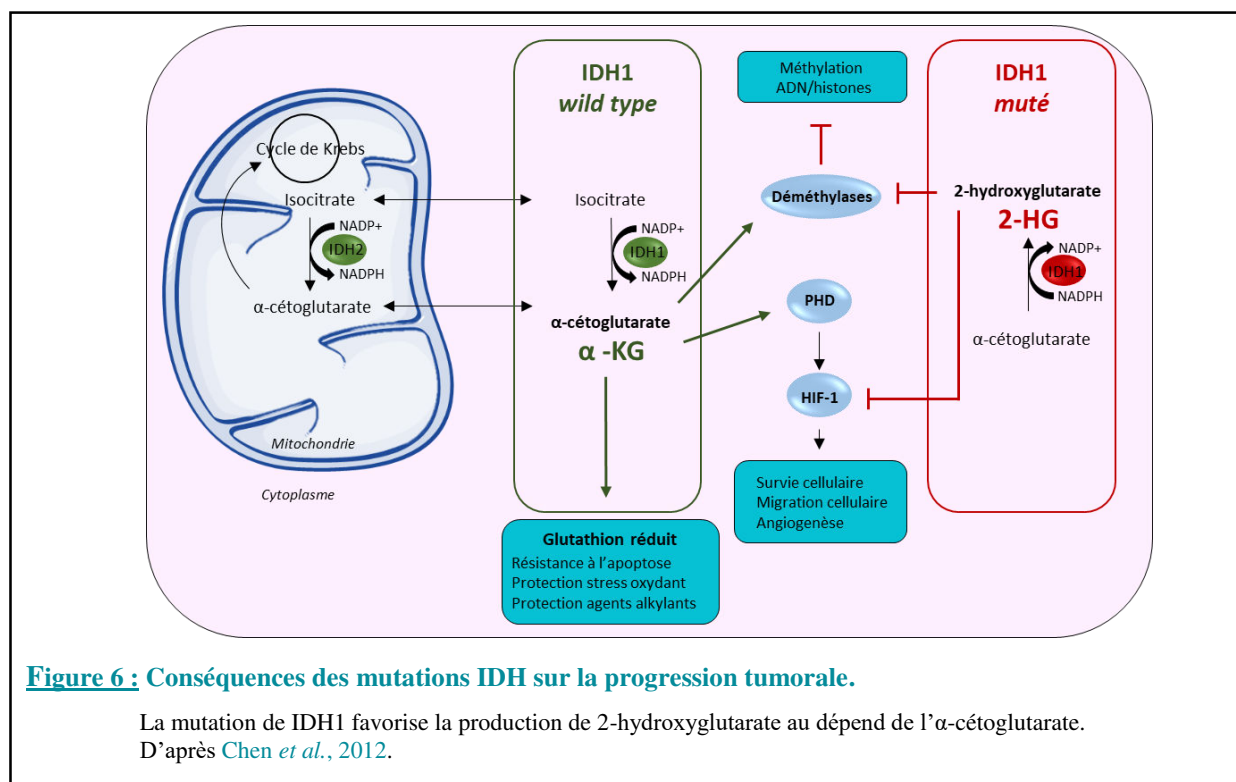 Cycle de Krebs
Isocitrate
NADP+
IDH2
NADPH
α-cétoglutarate
Mitochondrie
Cytoplasme
IDH1
wild type
Isocitrate
NADP+
IDH1
NADPH
α-cétoglutarate
α -KG
Glutathion réduit
Résistance à l'apoptose
Protection stress oxydant
Protection agents alkylants
Méthylation
ADN/histones
Déméthylases
PHD
HIF-1
Survie cellulaire
Migration cellulaire
Angiogenèse
IDH1
muté
2-hydroxyglutarate
2-HG
NADP+
IDH1
NADPH
α-cétoglutarate
Figure 6 : Conséquences des mutations IDH sur la progression tumorale.
La mutation de IDH1 favorise la production de 2-hydroxyglutarate au dépend de l'α-cétoglutarate.
D'après Chen et al., 2012.